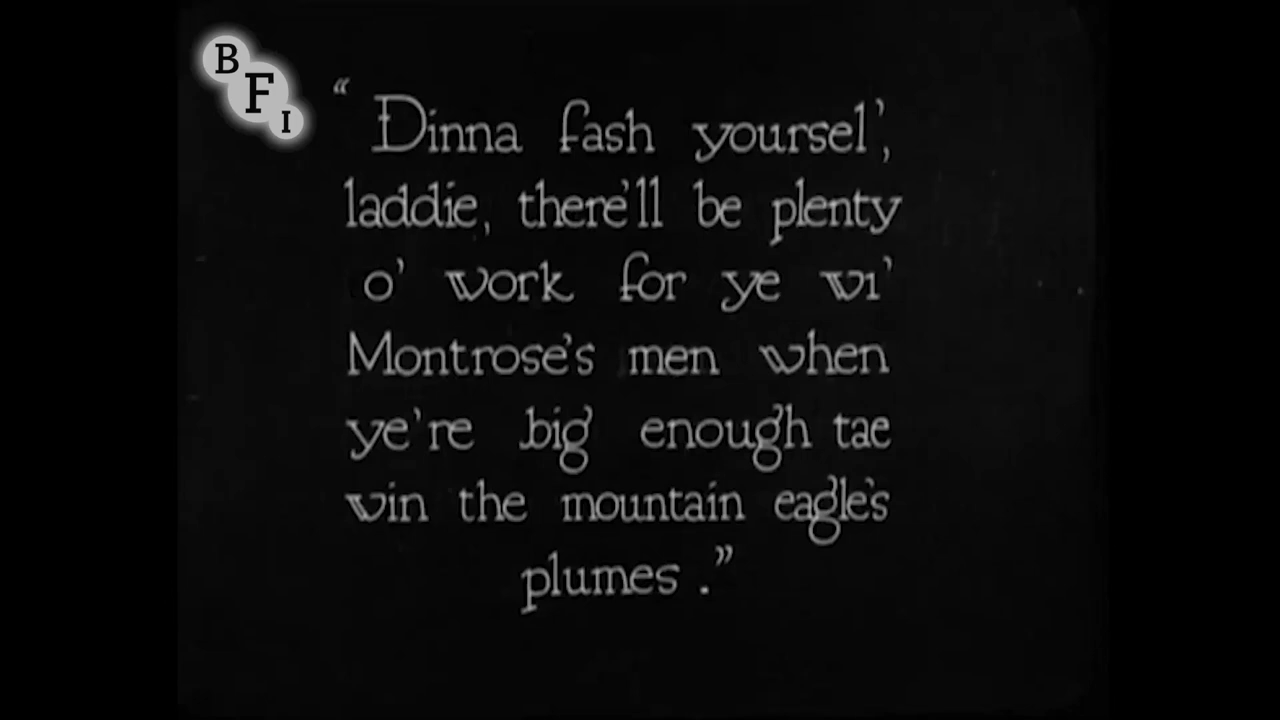 BFI
“Dinna fash yoursel’,
laddie, there’ll be plenty
o’ work for ye wi’
Montrose’s men when
ye’re big enough tae
win the mountain eagle’s
plumes.”